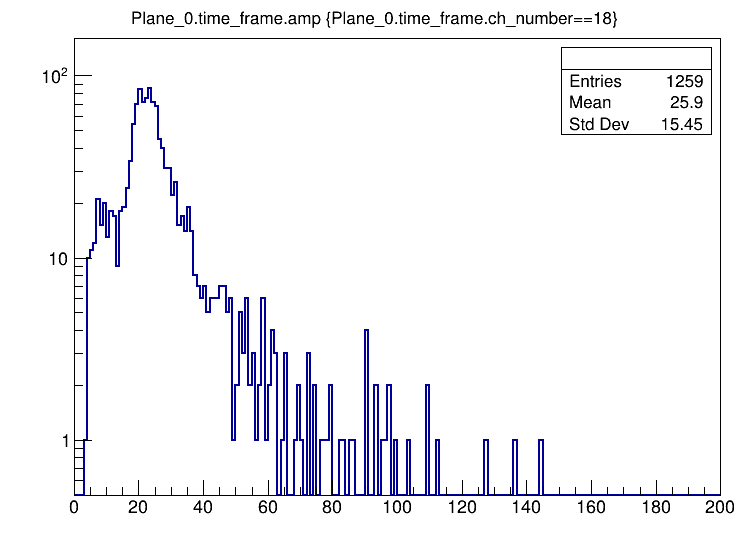 Plane_0.time_frame.amp {Plane_0.time_frame.ch_number==18}
Entries 1259
Mean 25.9
Std Dev 15.45
10²
10
1
0 20 40 60 80 100 120 140 160 180 200